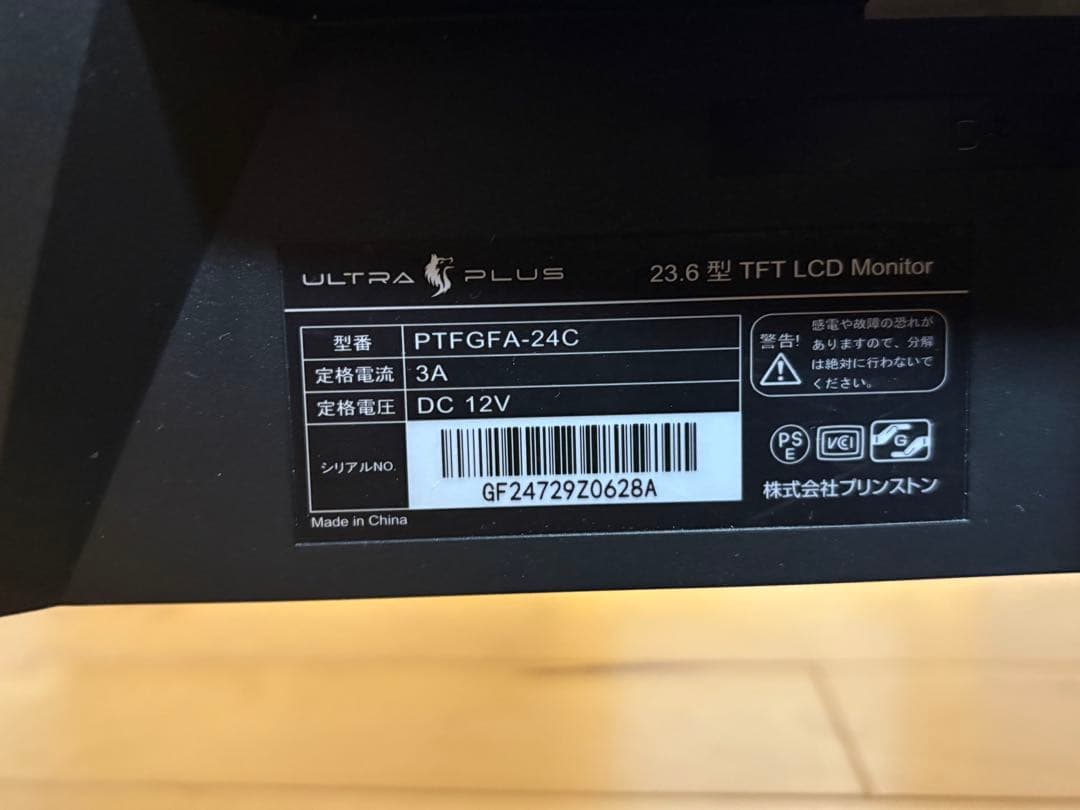 ULTRA PLUS
23.6 型 TFT LCD Monitor
型番 PTFGFA-24C
定格電流 3A
定格電圧 DC 12V
シリアルNO.
GF24729Z0628A
Made in China
警告!
感電や故障の恐れが
ありますので、分解
は絶対に行わないで
ください。
PS
E
VCCI
G
株式会社プリンストン